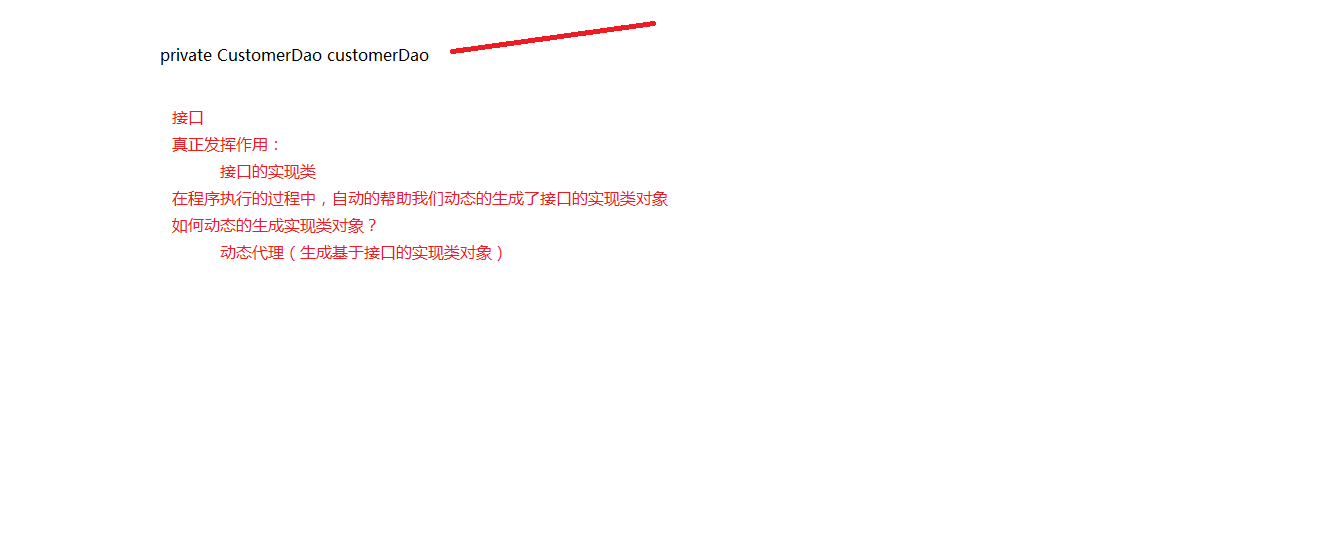 private CustomerDao customerDao
接口
真正发挥作用：
接口的实现类
在程序执行的过程中，自动的帮助我们动态的生成了接口的实现类对象
如何动态的生成实现类对象？
动态代理（生成基于接口的实现类对象）